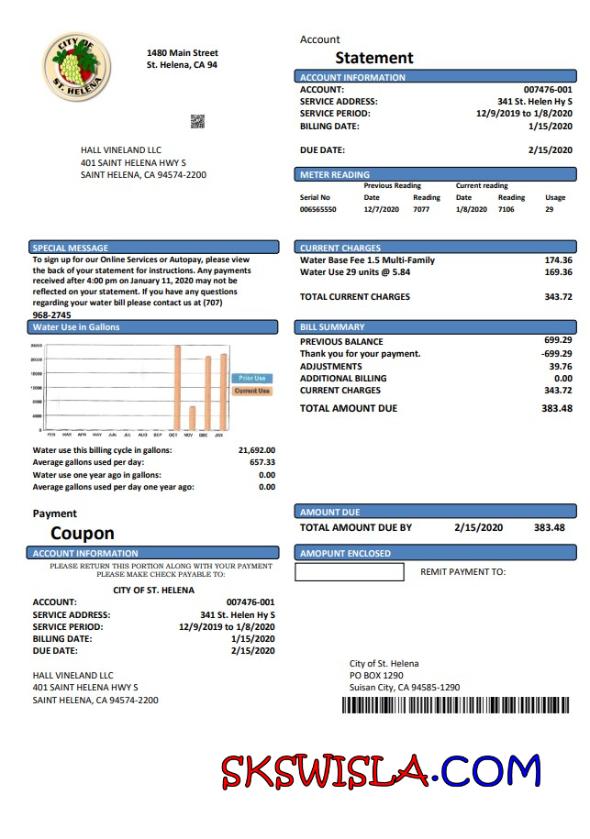 CITY OF
ST. HELENA
1480 Main Street
St. Helena, CA 94
Account
Statement
ACCOUNT INFORMATION
ACCOUNT: 007476-001
SERVICE ADDRESS: 341 St. Helen Hy S
SERVICE PERIOD: 12/9/2019 to 1/8/2020
BILLING DATE: 1/15/2020
DUE DATE: 2/15/2020
HALL VINELAND LLC
401 SAINT HELENA HWY S
SAINT HELENA, CA 94574-2200
METER READING
Previous Reading Current reading
Serial No Date Reading Date Reading Usage
006565550 12/7/2020 7077 1/8/2020 7106 29
SPECIAL MESSAGE
To sign up for our Online Services or Autopay, please view
the back of your statement for instructions. Any payments
received after 4:00 pm on January 11, 2020 may not be
reflected on your statement. If you have any questions
regarding your water bill please contact us at (707)
968-2745
CURRENT CHARGES
Water Base Fee 1.5 Multi-Family 174.36
Water Use 29 units @ 5.84 169.36
TOTAL CURRENT CHARGES 343.72
Water Use in Gallons
Prior Use
Current Use
FEB MAR APR MAY JUN JUL AUG SEP OCT NOV DEC JAN
BILL SUMMARY
PREVIOUS BALANCE 699.29
Thank you for your payment. -699.29
ADJUSTMENTS 39.76
ADDITIONAL BILLING 0.00
CURRENT CHARGES 343.72
TOTAL AMOUNT DUE 383.48
Water use this billing cycle in gallons: 21,692.00
Average gallons used per day: 657.33
Water use one year ago in gallons: 0.00
Average gallons used per day one year ago: 0.00
Payment
Coupon
AMOUNT DUE
TOTAL AMOUNT DUE BY 2/15/2020 383.48
ACCOUNT INFORMATION
PLEASE RETURN THIS PORTION ALONG WITH YOUR PAYMENT
PLEASE MAKE CHECK PAYABLE TO:
CITY OF ST. HELENA
AMOPUNT ENCLOSED
REMIT PAYMENT TO:
ACCOUNT: 007476-001
SERVICE ADDRESS: 341 St. Helen Hy S
SERVICE PERIOD: 12/9/2019 to 1/8/2020
BILLING DATE: 1/15/2020
DUE DATE: 2/15/2020
HALL VINELAND LLC
401 SAINT HELENA HWY S
SAINT HELENA, CA 94574-2200
City of St. Helena
PO BOX 1290
Suisan City, CA 94585-1290
SKSWISLA.COM